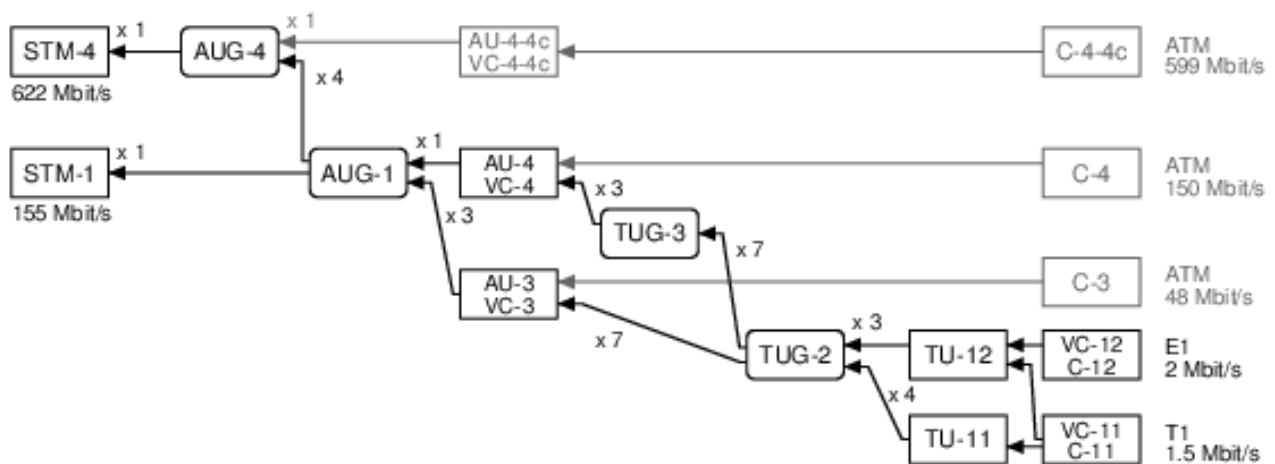 x 1
STM-4
622 Mbit/s
AUG-4
x 1
x 4
AU-4-4c
VC-4-4c
C-4-4c
ATM
599 Mbit/s
x 1
STM-1
155 Mbit/s
AUG-1
x 1
x 3
AU-4
VC-4
x 3
TUG-3
x 7
C-4
ATM
150 Mbit/s
AU-3
VC-3
x 7
C-3
ATM
48 Mbit/s
TUG-2
x 3
x 4
TU-12
VC-12
C-12
E1
2 Mbit/s
TU-11
VC-11
C-11
T1
1.5 Mbit/s